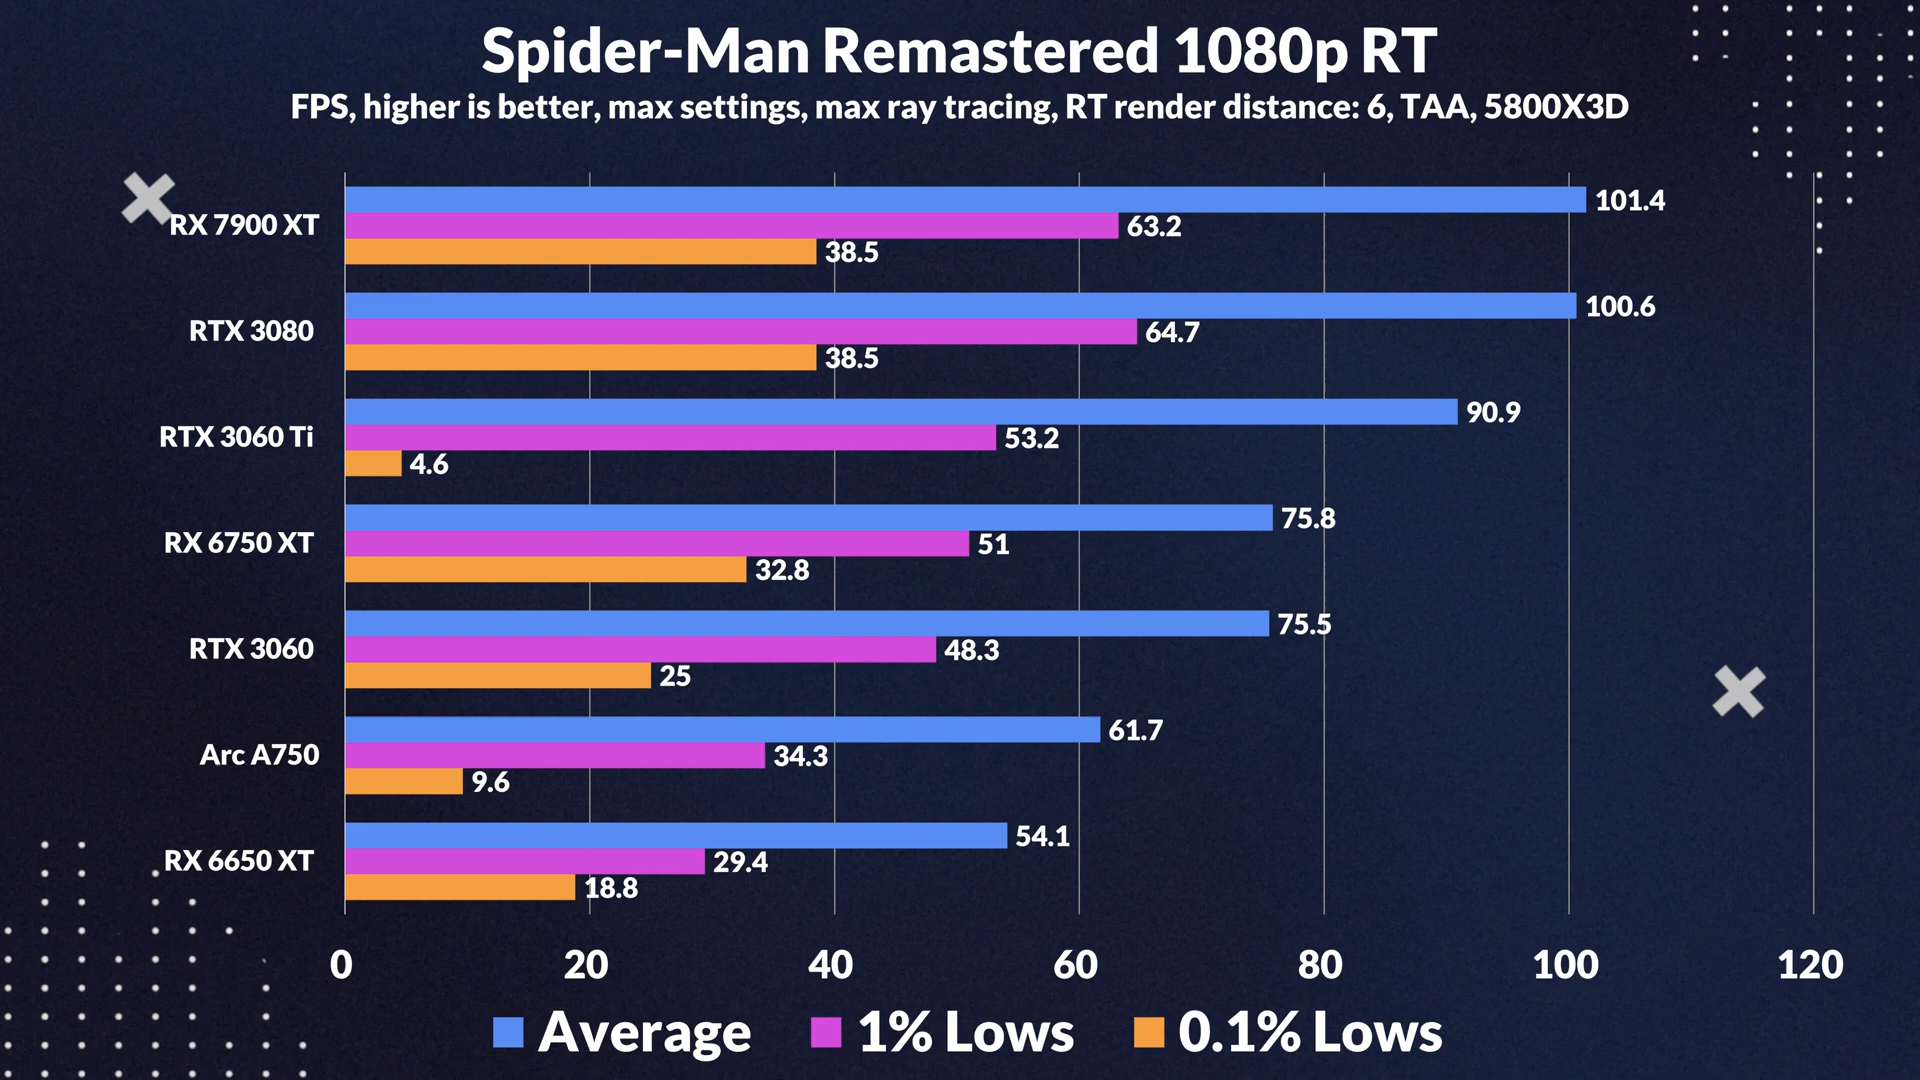 Spider-Man Remastered 1080p RT
FPS, higher is better, max settings, max ray tracing, RT render distance: 6, TAA, 5800X3D
RX 7900 XT
101.4
63.2
38.5
RTX 3080
100.6
64.7
38.5
RTX 3060 Ti
90.9
53.2
4.6
RX 6750 XT
75.8
51
32.8
RTX 3060
75.5
48.3
25
Arc A750
61.7
34.3
9.6
RX 6650 XT
54.1
29.4
18.8
0 20 40 60 80 100 120
Average 1% Lows 0.1% Lows